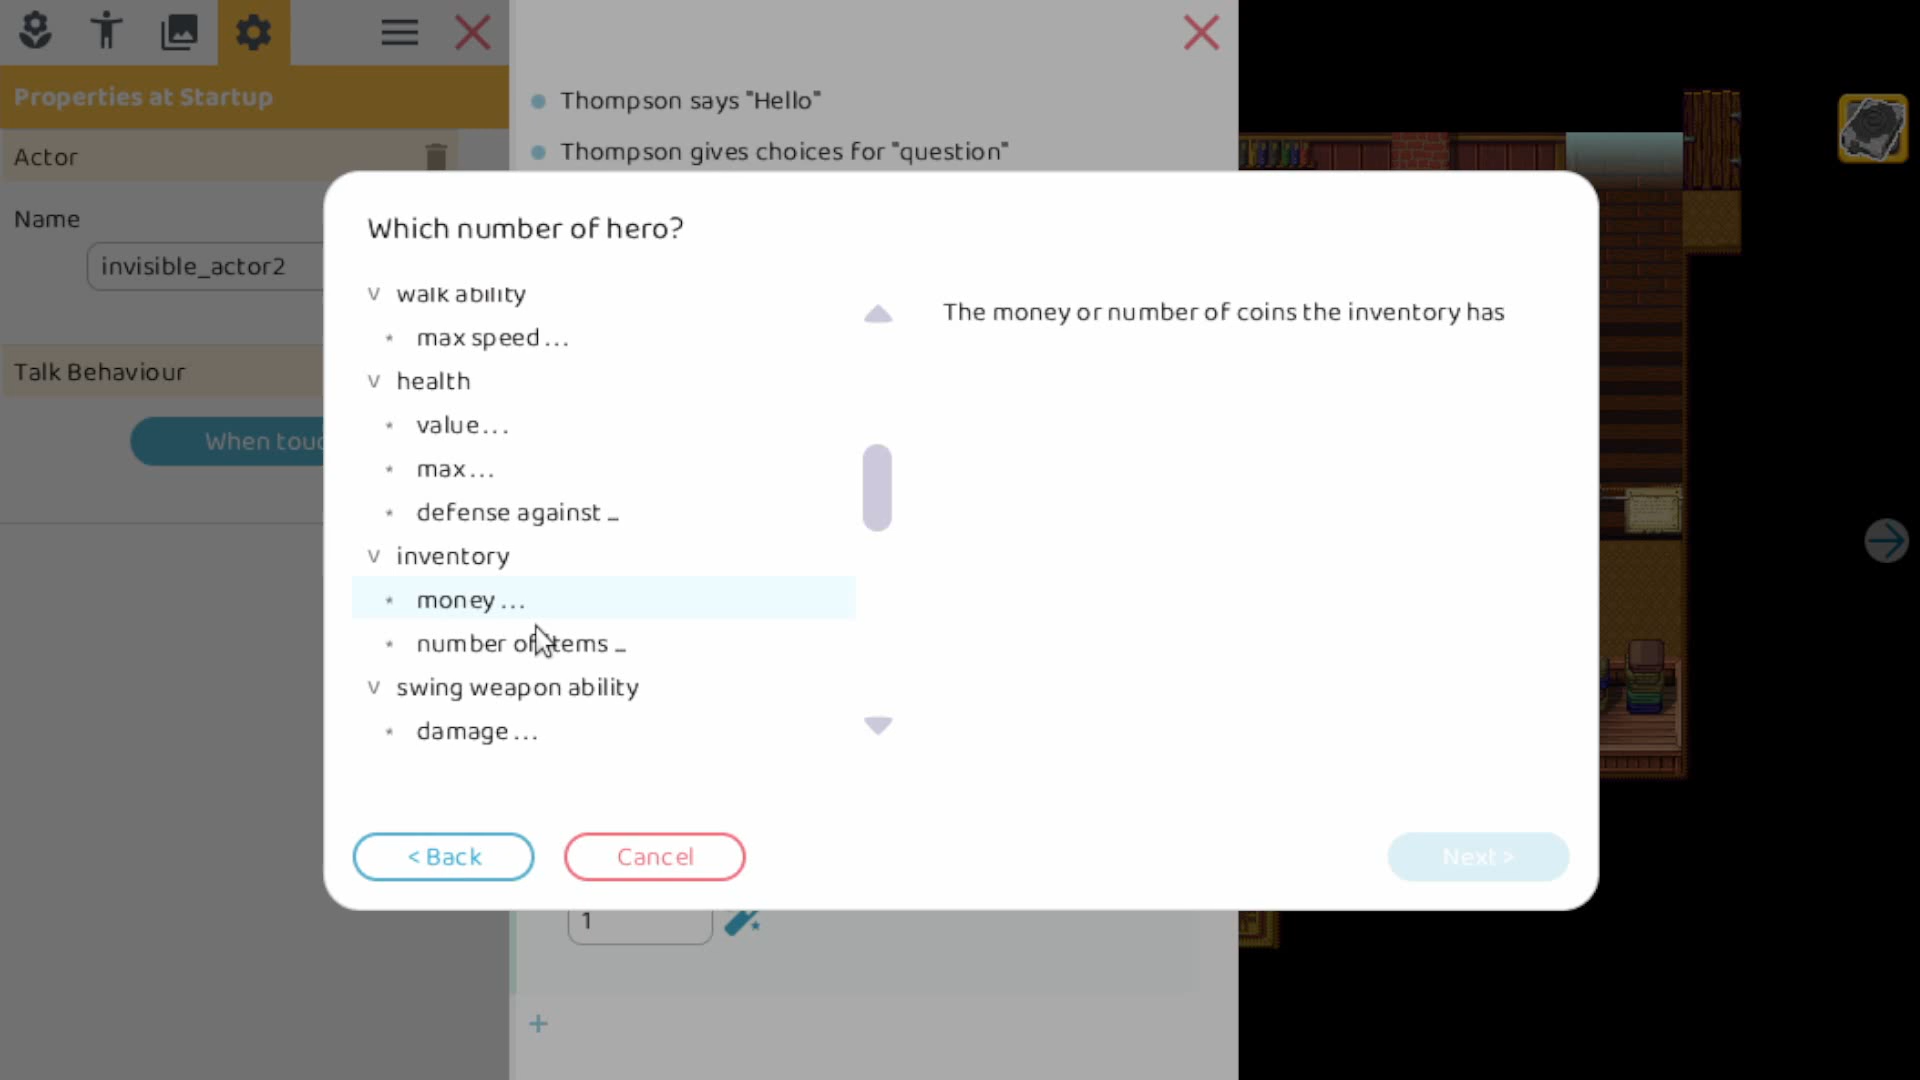 Properties at Startup
Actor
Name
invisible_actor2
Talk Behaviour
When touc
Thompson says "Hello"
Thompson gives choices for "question"
Which number of hero?
v walk ability
* max speed ...
v health
* value ...
* max ...
* defense against _
v inventory
* money ...
* number of items _
v swing weapon ability
* damage ...
The money or number of coins the inventory has
< Back
Cancel
Next >
1
+